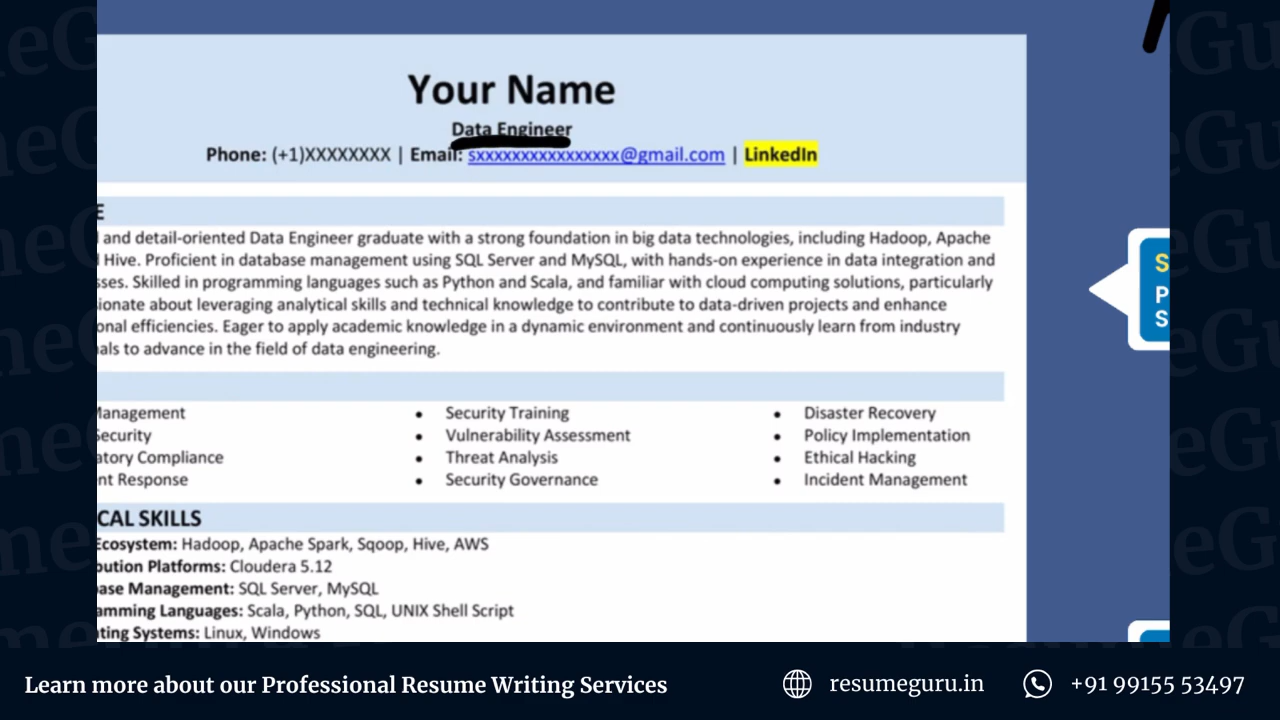 Your Name
Data Engineer
Phone: (+1)XXXXXXXX | Email: sxxxxxxxxxxxxxxxx@gmail.com | LinkedIn
E
and detail-oriented Data Engineer graduate with a strong foundation in big data technologies, including Hadoop, Apache
Hive. Proficient in database management using SQL Server and MySQL, with hands-on experience in data integration and
sses. Skilled in programming languages such as Python and Scala, and familiar with cloud computing solutions, particularly
sionate about leveraging analytical skills and technical knowledge to contribute to data-driven projects and enhance
onal efficiencies. Eager to apply academic knowledge in a dynamic environment and continuously learn from industry
als to advance in the field of data engineering.
Management
Security
atory Compliance
nt Response
• Security Training
• Vulnerability Assessment
• Threat Analysis
• Security Governance
• Disaster Recovery
• Policy Implementation
• Ethical Hacking
• Incident Management
CAL SKILLS
Ecosystem: Hadoop, Apache Spark, Sqoop, Hive, AWS
bution Platforms: Cloudera 5.12
base Management: SQL Server, MySQL
amming Languages: Scala, Python, SQL, UNIX Shell Script
ting Systems: Linux, Windows
S
P
S
Learn more about our Professional Resume Writing Services
resumeguru.in
+91 99155 53497